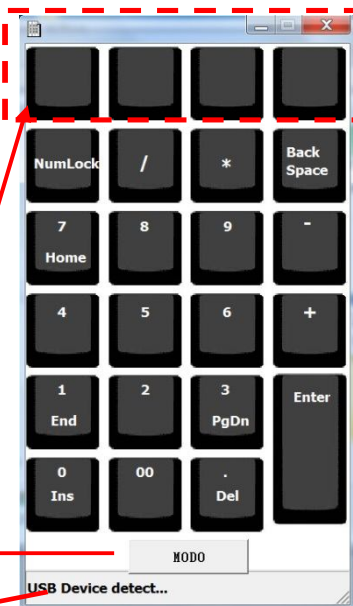 NumLock / * Back
Space
7 8 9 -
Home
4 5 6 +
1 2 3 Enter
End PgDn
0 00 .
Ins Del
MODO
USB Device detect...